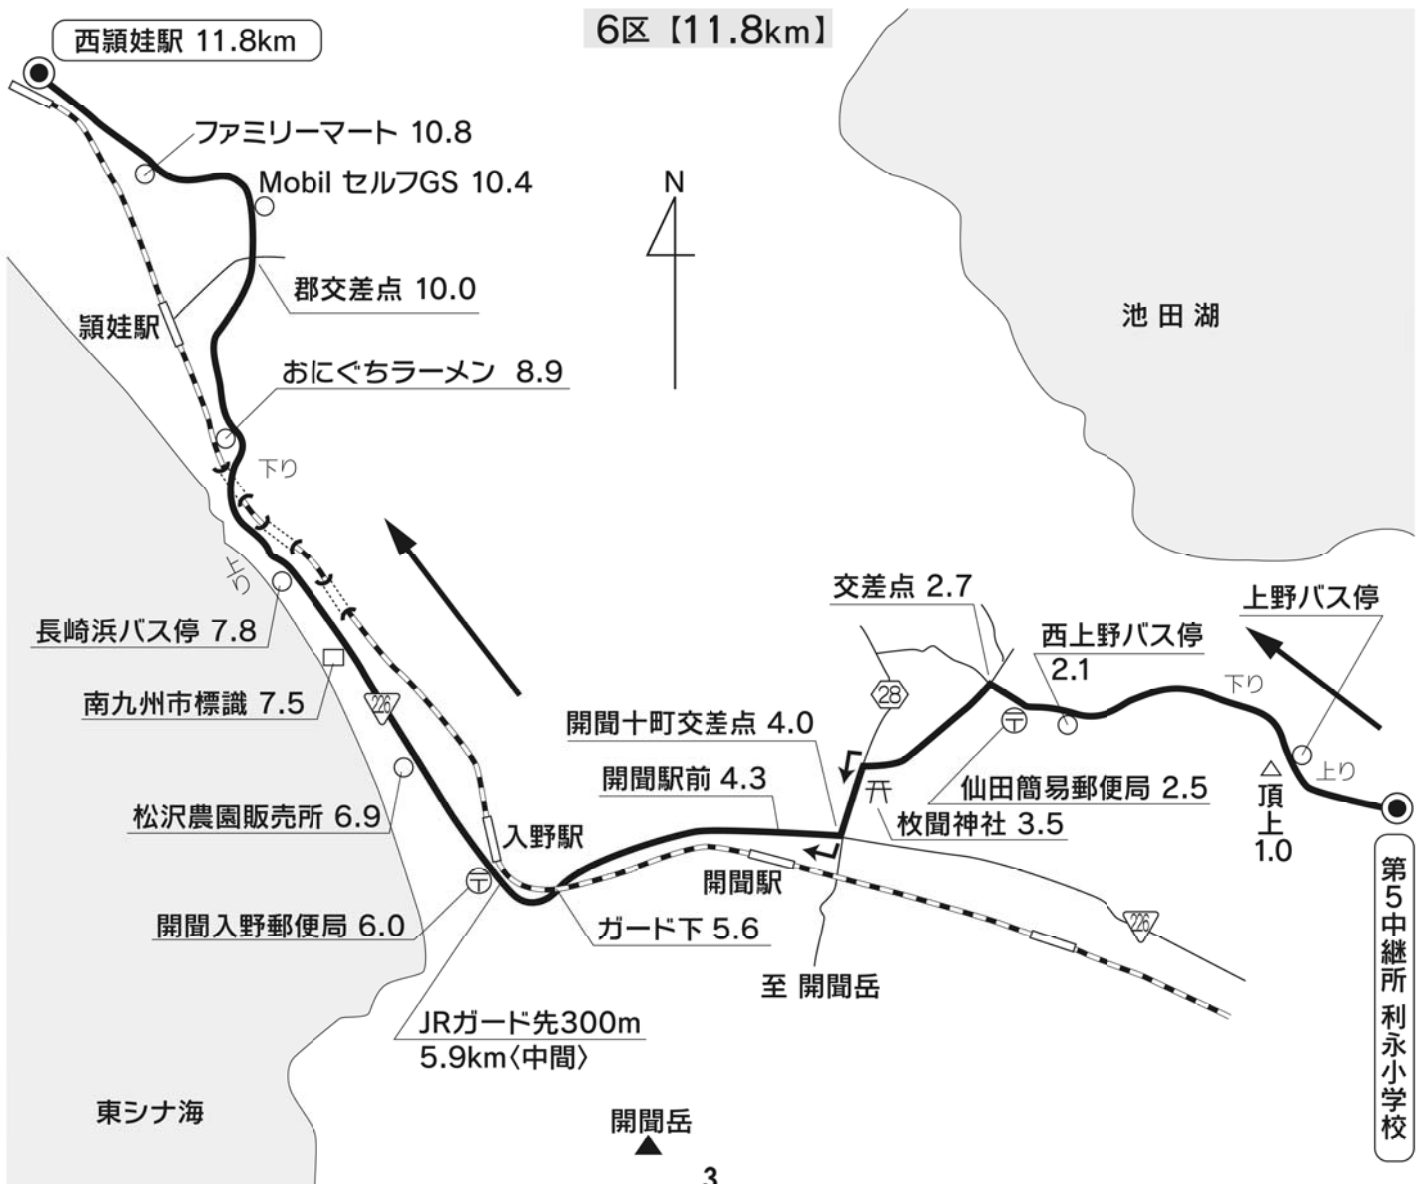 6区【11.8km】
西頴娃駅 11.8km
ファミリーマート 10.8
Mobil セルフGS 10.4
N
郡交差点 10.0
頴娃駅
池田湖
おにぐちラーメン 8.9
下り
上り
長崎浜バス停 7.8
南九州市標識 7.5
226
松沢農園販売所 6.9
入野駅
開聞入野郵便局 6.0
JRガード先300m
5.9km〈中間〉
ガード下 5.6
開聞駅
開聞駅前 4.3
開聞十町交差点 4.0
28
交差点 2.7
西上野バス停
2.1
上野バス停
下り
上り
頂上
1.0
仙田簡易郵便局 2.5
枚聞神社 3.5
226
至 開聞岳
第5中継所 利永小学校
東シナ海
開聞岳
3